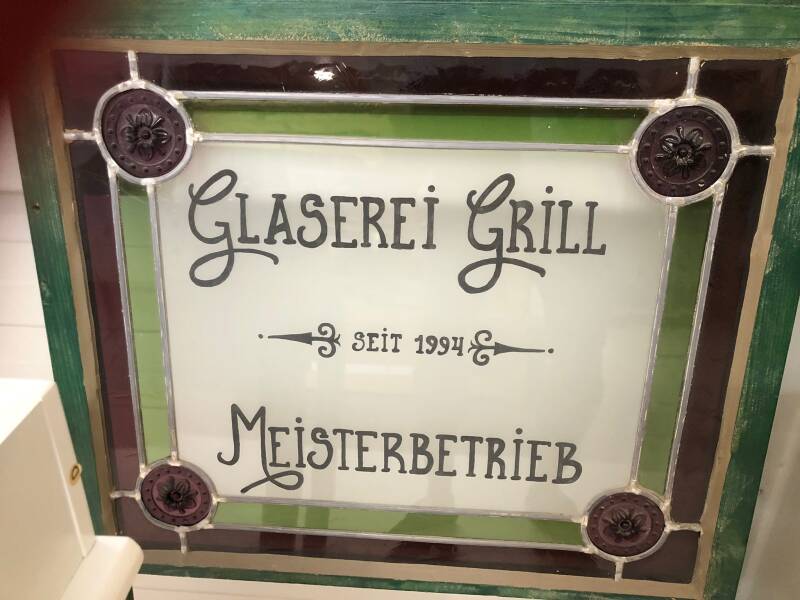 Glaserei Grill
seit 1994
Meisterbetrieb